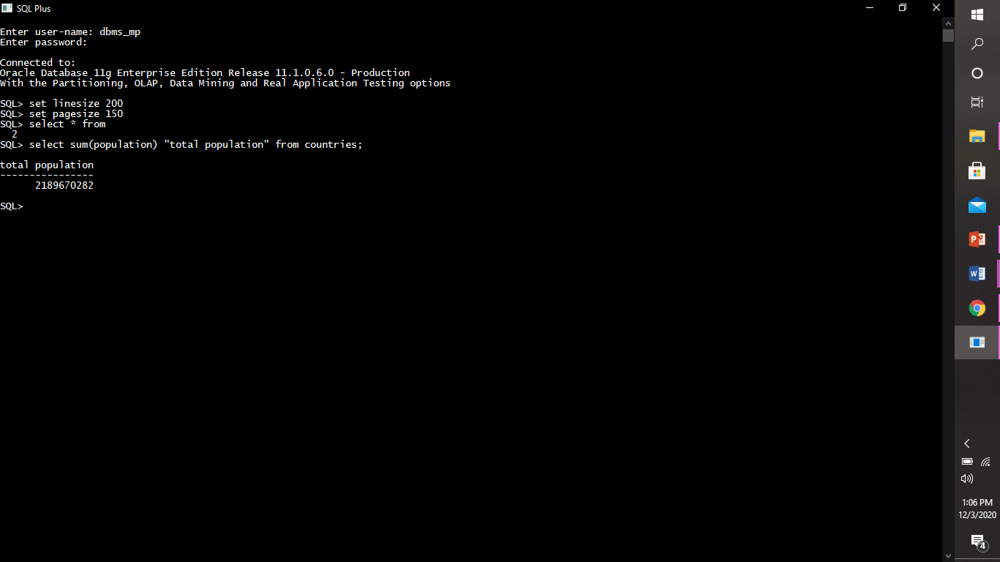 SQL Plus
Enter user-name: dbms_mp
Enter password:
Connected to:
Oracle Database 11g Enterprise Edition Release 11.1.0.6.0 - Production
With the Partitioning, OLAP, Data Mining and Real Application Testing options
SQL> set linesize 200
SQL> set pagesize 150
SQL> select * from
2
SQL> select sum(population) "total population" from countries;
total population
----------------
2189670282
SQL>
P
W
1:06 PM
12/3/2020
4